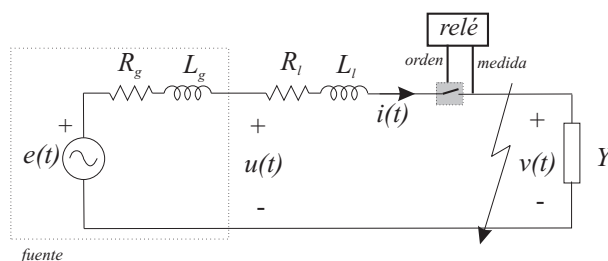 relé
orden
medida
R_g
L_g
R_l
L_l
i(t)
+
e(t)
+
u(t)
-
+
v(t)
-
Y
fuente